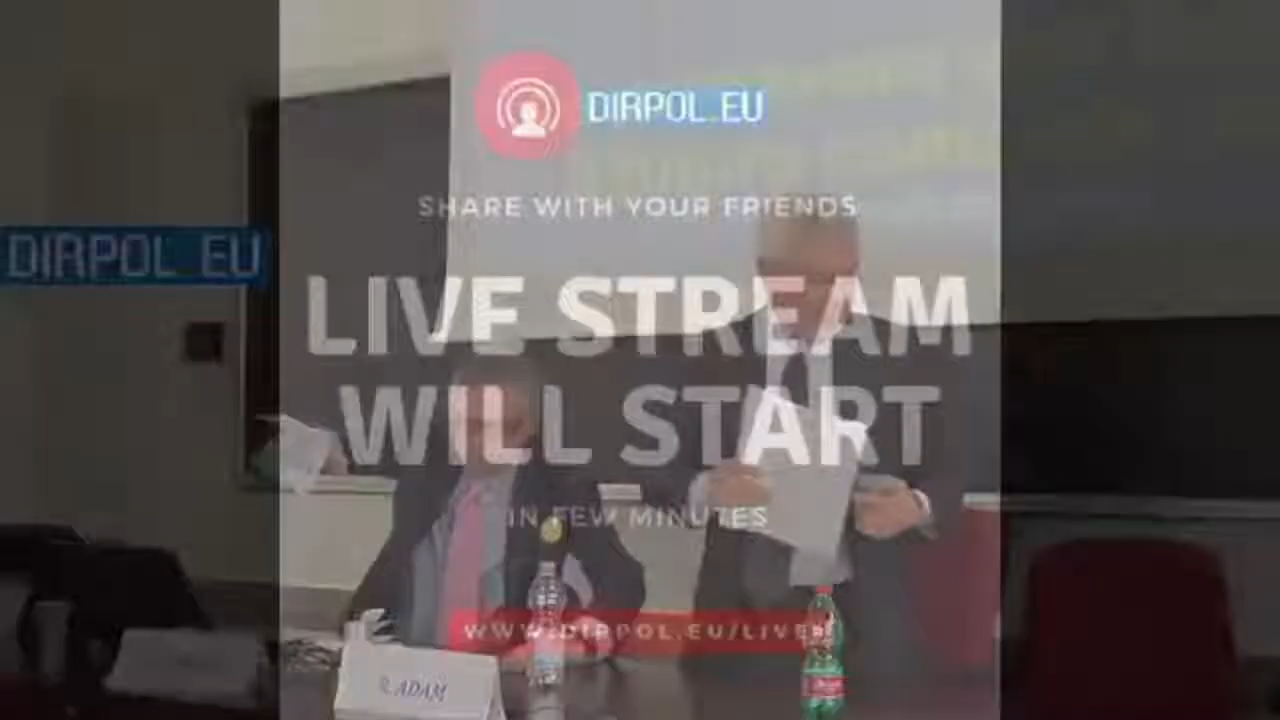 DIRPOL.EU
SHARE WITH YOUR FRIENDS
DIRPOL EU
LIVE STREAM
WILL START
IN FEW MINUTES
WWW.DIRPOL.EU/LIVE
R. ADAM